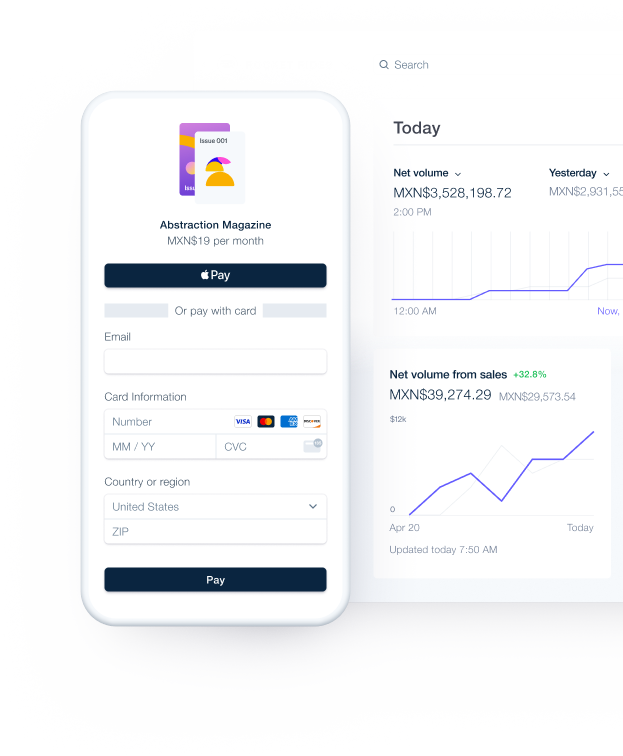 Search
Issue 001
Abstraction Magazine
MXN$19 per month
Pay
Or pay with card
Email
Card Information
Number
VISA
DISCOVER
MM / YY
CVC
Country or region
United States
ZIP
Pay
Today
Net volume
MXN$3,528,198.72
2:00 PM
Yesterday
MXN$2,931,55
12:00 AM
Now,
Net volume from sales +32.8%
MXN$39,274.29 MXN$29,573.54
$12k
0
Apr 20
Today
Updated today 7:50 AM